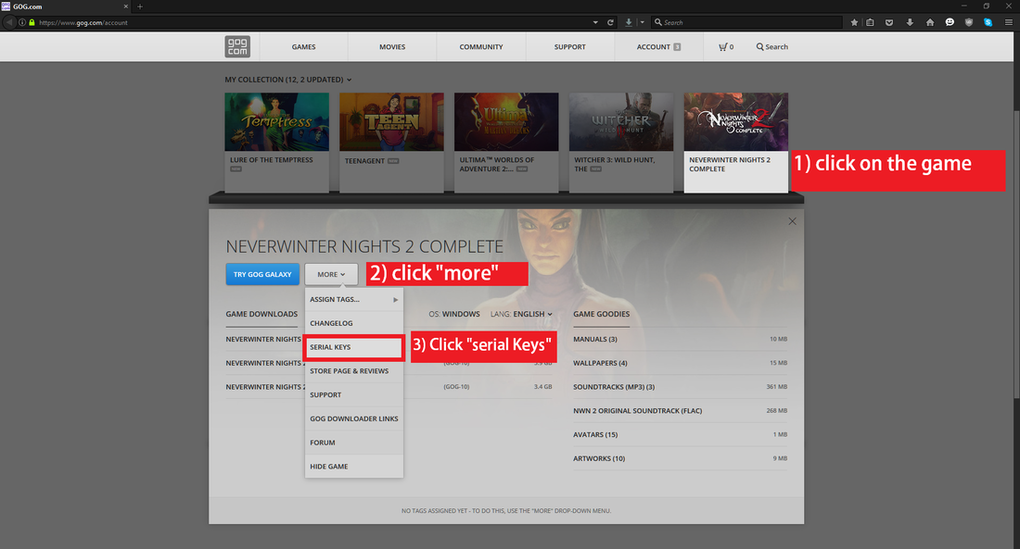 GOG.com
https://www.gog.com/account
Search
gog
com
GAMES
MOVIES
COMMUNITY
SUPPORT
ACCOUNT 3
0
Search
MY COLLECTION (12, 2 UPDATED)
Temptress
TEEN
AGENT
Ultima
WITCHER
WILD HUNT
NEVERWINTER
NIGHTS 2
COMPLETE
LURE OF THE TEMPTRESS
NEW
TEENAGENT NEW
ULTIMA™ WORLDS OF
ADVENTURE 2:... NEW
WITCHER 3: WILD HUNT,
THE NEW
NEVERWINTER NIGHTS 2
COMPLETE
1) click on the game
NEVERWINTER NIGHTS 2 COMPLETE
TRY GOG GALAXY
MORE
2) click "more"
ASSIGN TAGS...
CHANGELOG
SERIAL KEYS
STORE PAGE & REVIEWS
SUPPORT
GOG DOWNLOADER LINKS
FORUM
HIDE GAME
3) Click "serial Keys"
GAME DOWNLOADS
OS: WINDOWS
LANG: ENGLISH
NEVERWINTER NIGHTS
NEVERWINTER NIGHTS 2
(GOG-10) 3.9 GB
NEVERWINTER NIGHTS 2
(GOG-10) 3.4 GB
GAME GOODIES
MANUALS (3) 10 MB
WALLPAPERS (4) 15 MB
SOUNDTRACKS (MP3) (3) 361 MB
NWN 2 ORIGINAL SOUNDTRACK (FLAC) 268 MB
AVATARS (15) 1 MB
ARTWORKS (10) 9 MB
NO TAGS ASSIGNED YET - TO DO THIS, USE THE "MORE" DROP-DOWN MENU.